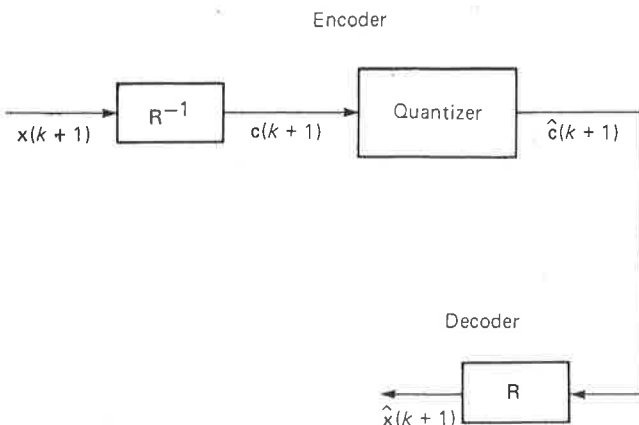 Encoder
R⁻¹
Quantizer
x(k + 1)
c(k + 1)
ĉ(k + 1)
Decoder
R
x̂(k + 1)